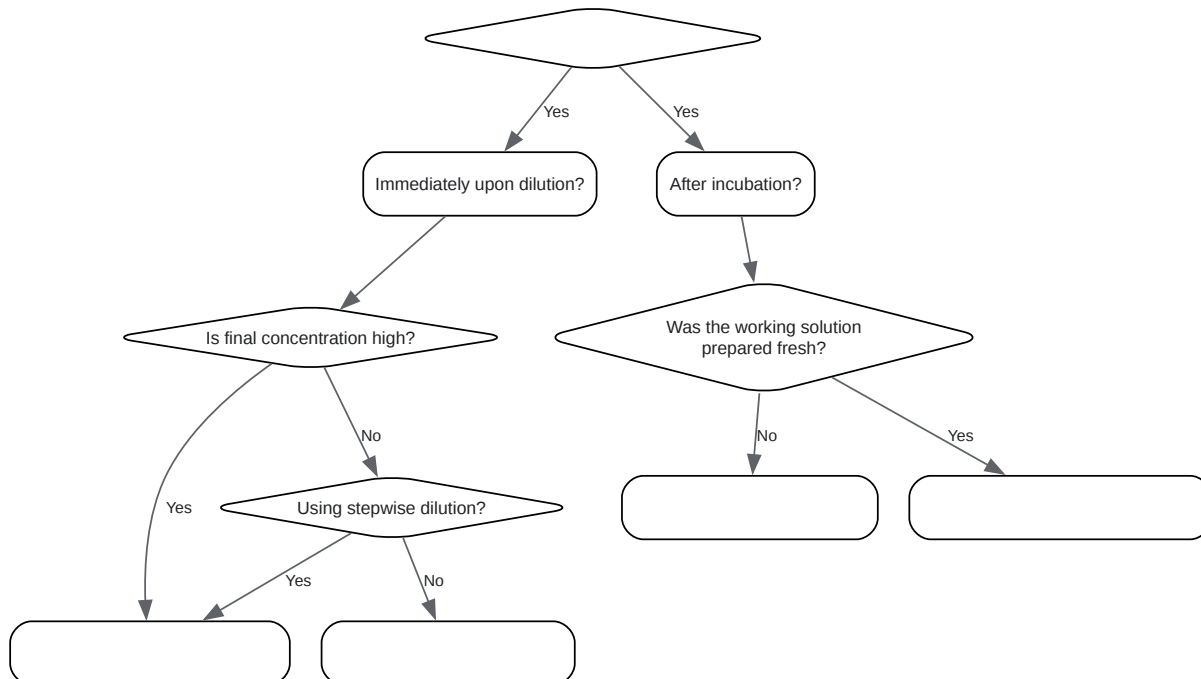 Yes
Yes
Immediately upon dilution?
After incubation?
Is final concentration high?
Was the working solution
prepared fresh?
No
No
Yes
Yes
Using stepwise dilution?
Yes
No